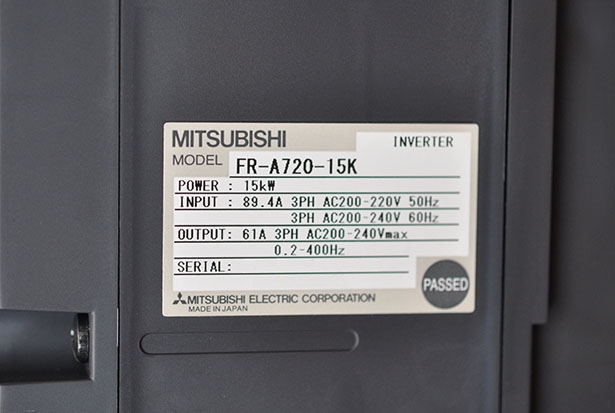 MITSUBISHI INVERTER
MODEL FR-A720-15K
POWER : 15kW
INPUT : 89.4A 3PH AC200-220V 50Hz
3PH AC200-240V 60Hz
OUTPUT: 61A 3PH AC200-240Vmax
0.2-400Hz
SERIAL:
PASSED
MITSUBISHI ELECTRIC CORPORATION
MADE IN JAPAN